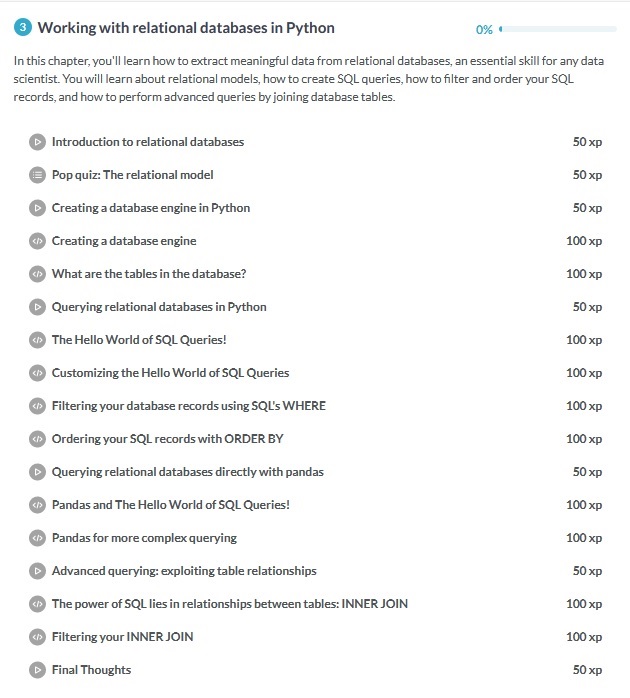 3 Working with relational databases in Python 0%
In this chapter, you'll learn how to extract meaningful data from relational databases, an essential skill for any data
scientist. You will learn about relational models, how to create SQL queries, how to filter and order your SQL
records, and how to perform advanced queries by joining database tables.
Introduction to relational databases 50 xp
Pop quiz: The relational model 50 xp
Creating a database engine in Python 50 xp
Creating a database engine 100 xp
What are the tables in the database? 100 xp
Querying relational databases in Python 50 xp
The Hello World of SQL Queries! 100 xp
Customizing the Hello World of SQL Queries 100 xp
Filtering your database records using SQL's WHERE 100 xp
Ordering your SQL records with ORDER BY 100 xp
Querying relational databases directly with pandas 50 xp
Pandas and The Hello World of SQL Queries! 100 xp
Pandas for more complex querying 100 xp
Advanced querying: exploiting table relationships 50 xp
The power of SQL lies in relationships between tables: INNER JOIN 100 xp
Filtering your INNER JOIN 100 xp
Final Thoughts 50 xp